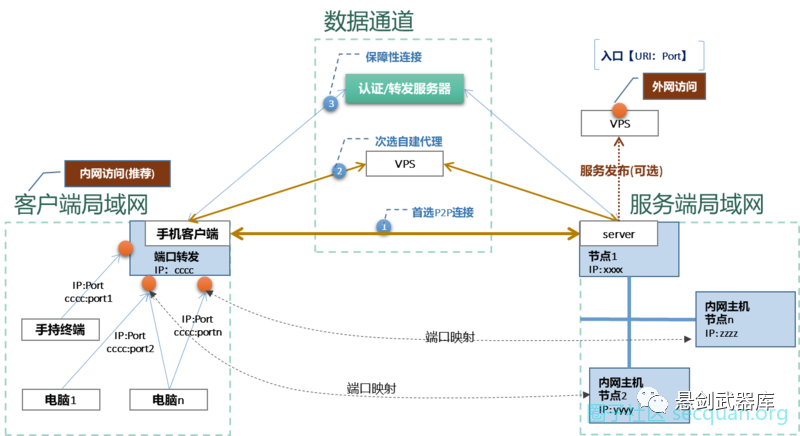 数据通道
保障性连接
认证/转发服务器
3
次选自建代理
2
VPS
首选P2P连接
1
入口【URI：Port】
外网访问
VPS
服务发布(可选)
内网访问(推荐)
客户端局域网
手机客户端
端口转发
IP：cccc
IP:Port
cccc:port1
手持终端
IP:Port
cccc:port2
IP:Port
cccc:portn
电脑1
电脑n
服务端局域网
server
节点1
IP:xxxx
内网主机
节点n
IP:zzzz
端口映射
端口映射
内网主机
节点2
IP:yyyy
悬剑武器库
圈子社区 secquan.org